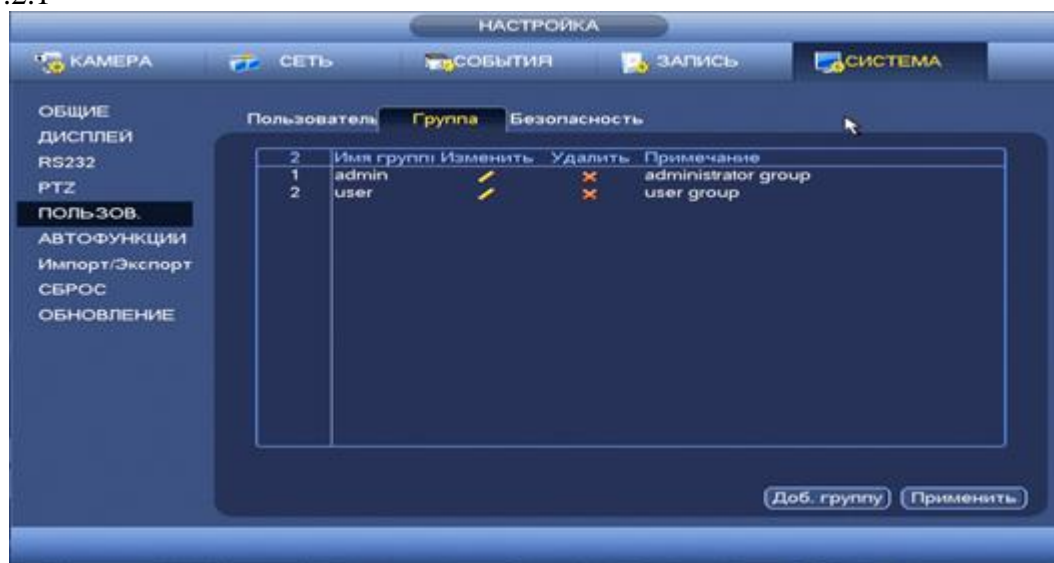 .2.1
НАСТРОЙКА
КАМЕРА СЕТЬ СОБЫТИЯ ЗАПИСЬ СИСТЕМА
ОБЩИЕ
ДИСПЛЕЙ
RS232
PTZ
ПОЛЬЗОВ.
АВТОФУНКЦИИ
Импорт/Экспорт
СБРОС
ОБНОВЛЕНИЕ
Пользователь Группа Безопасность
2 Имя групп Изменить Удалить Примечание
1 admin administrator group
2 user user group
Доб. группу Применить